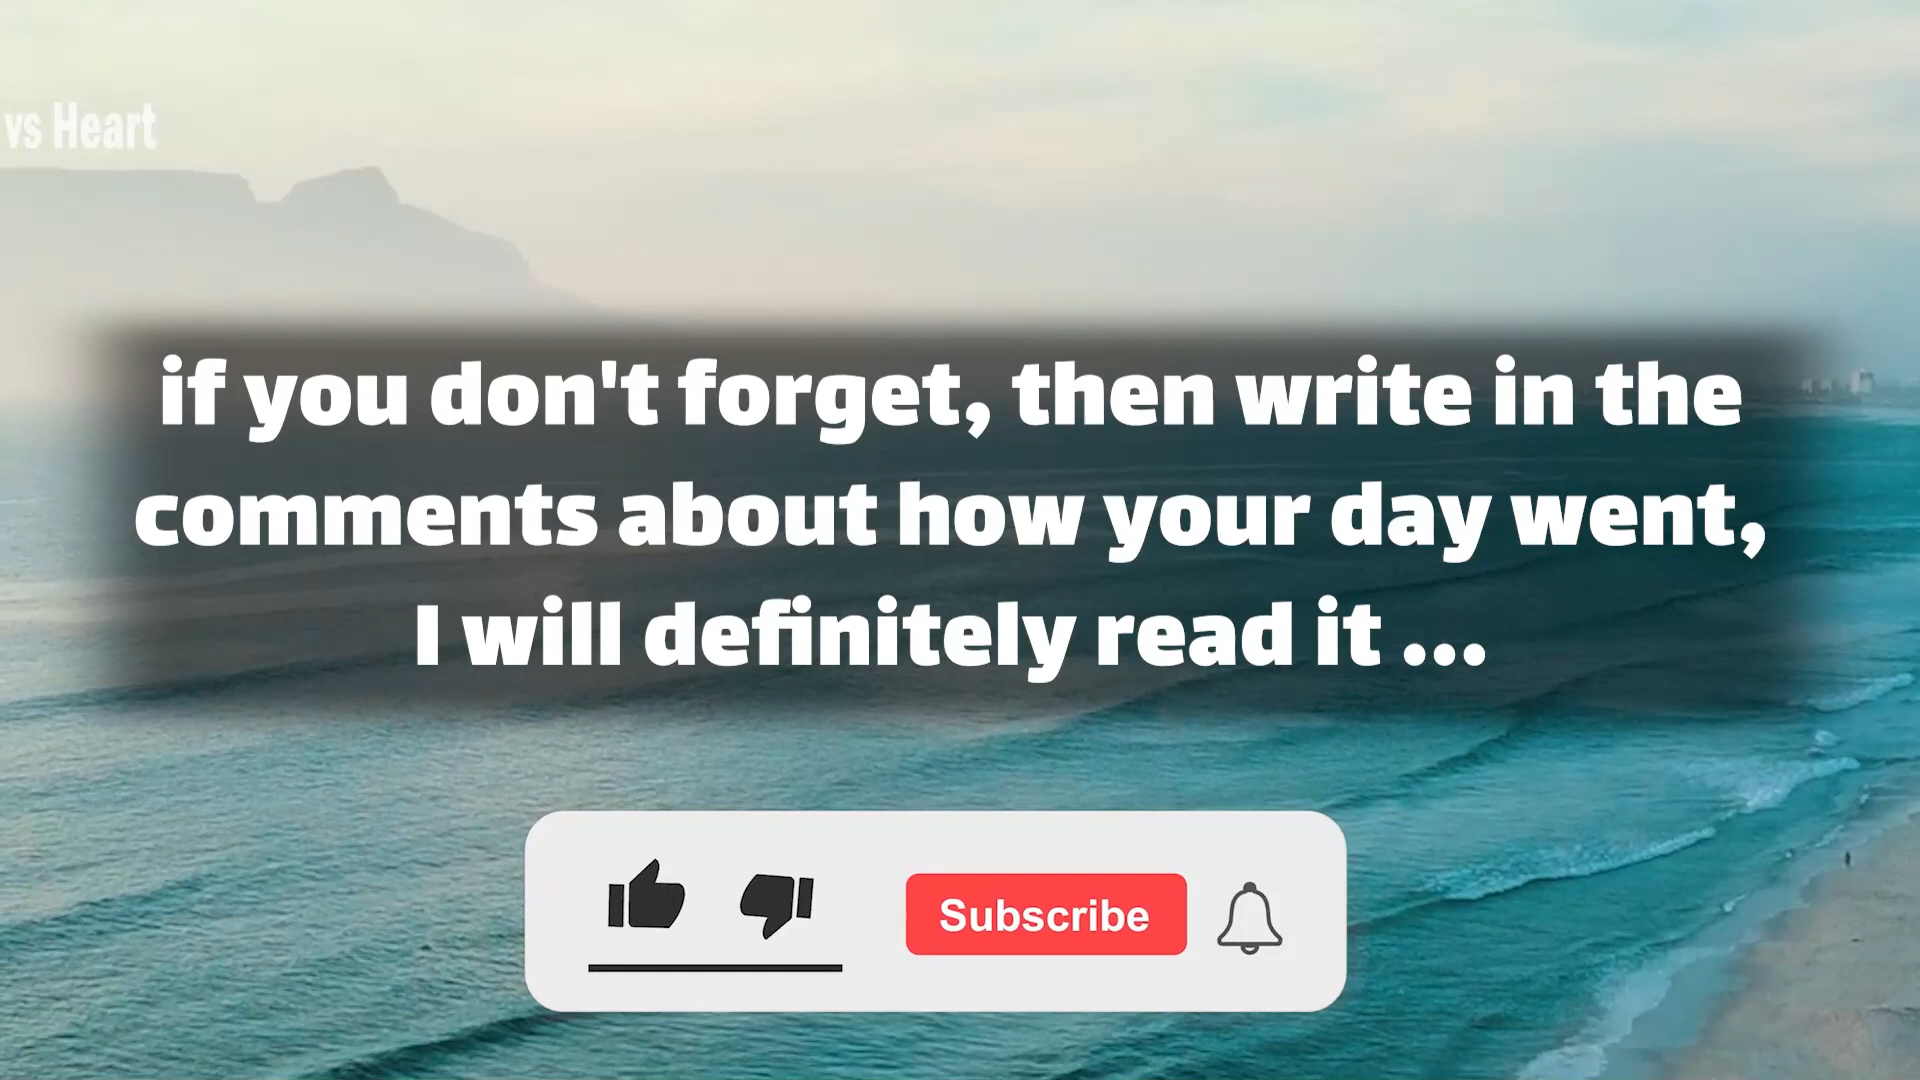 vs Heart
if you don't forget, then write in the
comments about how your day went,
I will definitely read it ...
Subscribe